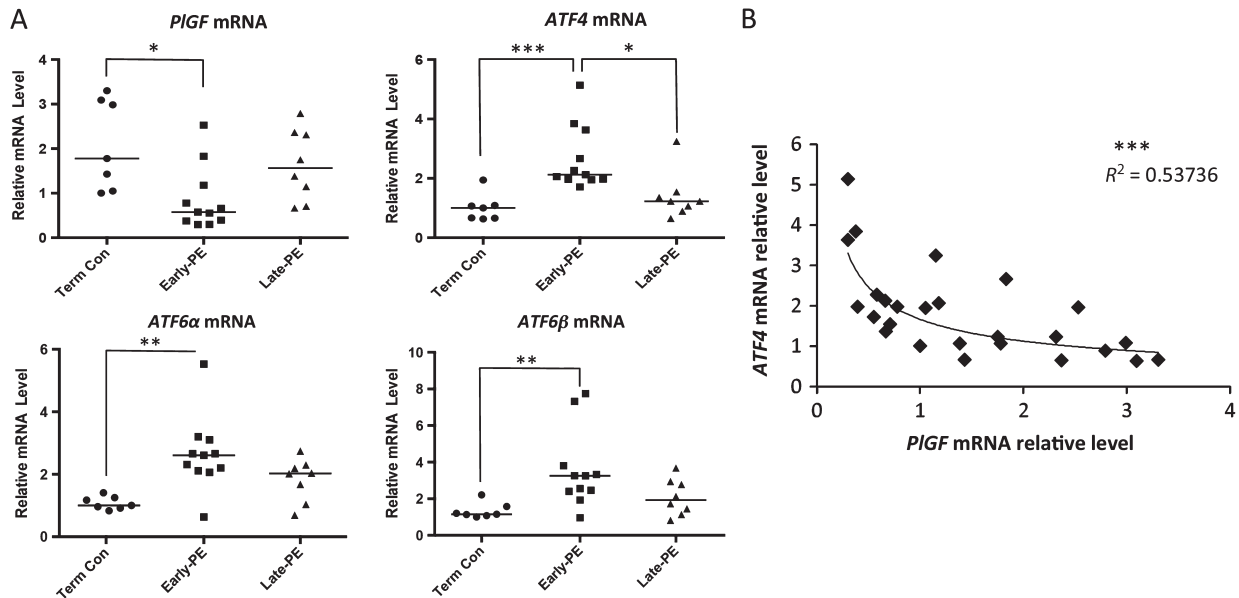 A
PlGF mRNA
*
Relative mRNA Level
4
3
2
1
0
Term Con
Early-PE
Late-PE
ATF4 mRNA
***
*
Relative mRNA Level
6
4
2
0
Term Con
Early-PE
Late-PE
ATF6α mRNA
**
Relative mRNA Level
6
4
2
0
Term Con
Early-PE
Late-PE
ATF6β mRNA
**
Relative mRNA Level
10
8
6
4
2
0
Term Con
Early-PE
Late-PE
B
***
R² = 0.53736
ATF4 mRNA relative level
6
5
4
3
2
1
0
0
1
2
3
4
PlGF mRNA relative level